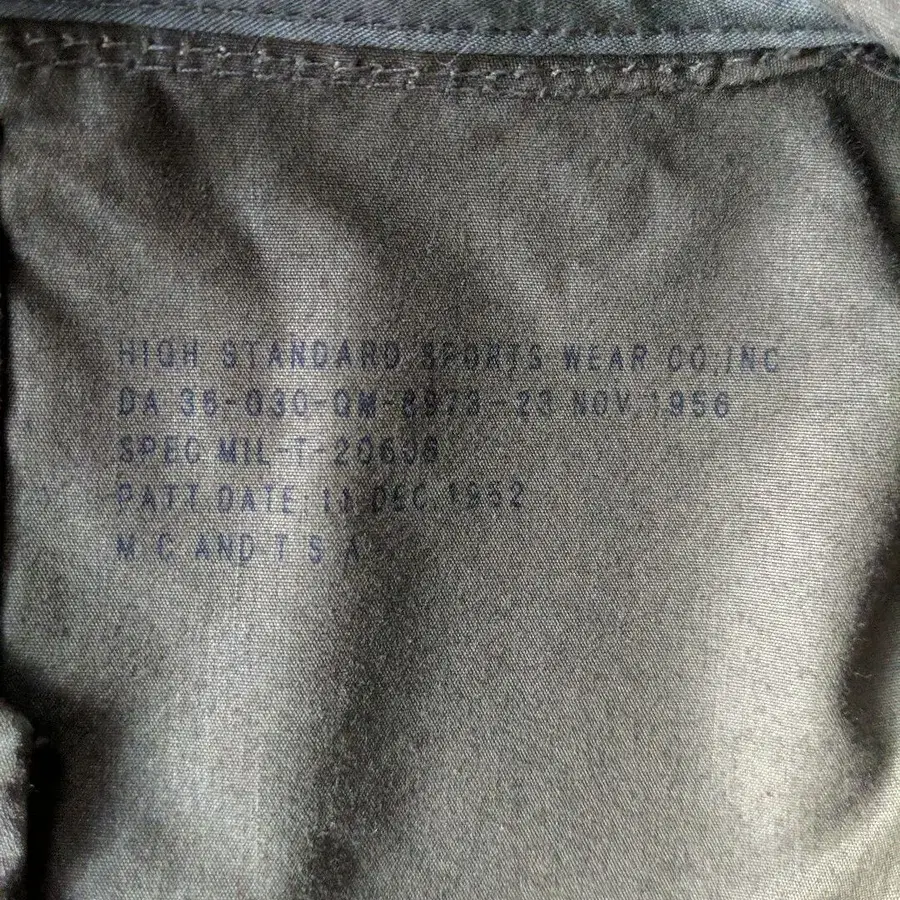 HIGH STANDARD SPORTS WEAR CO, INC
DA 36-030-QM-8973-23 NOV, 1956
SPEC MIL-T-20606
PATT, DATE, 11 DEC, 1952
M C AND T S A